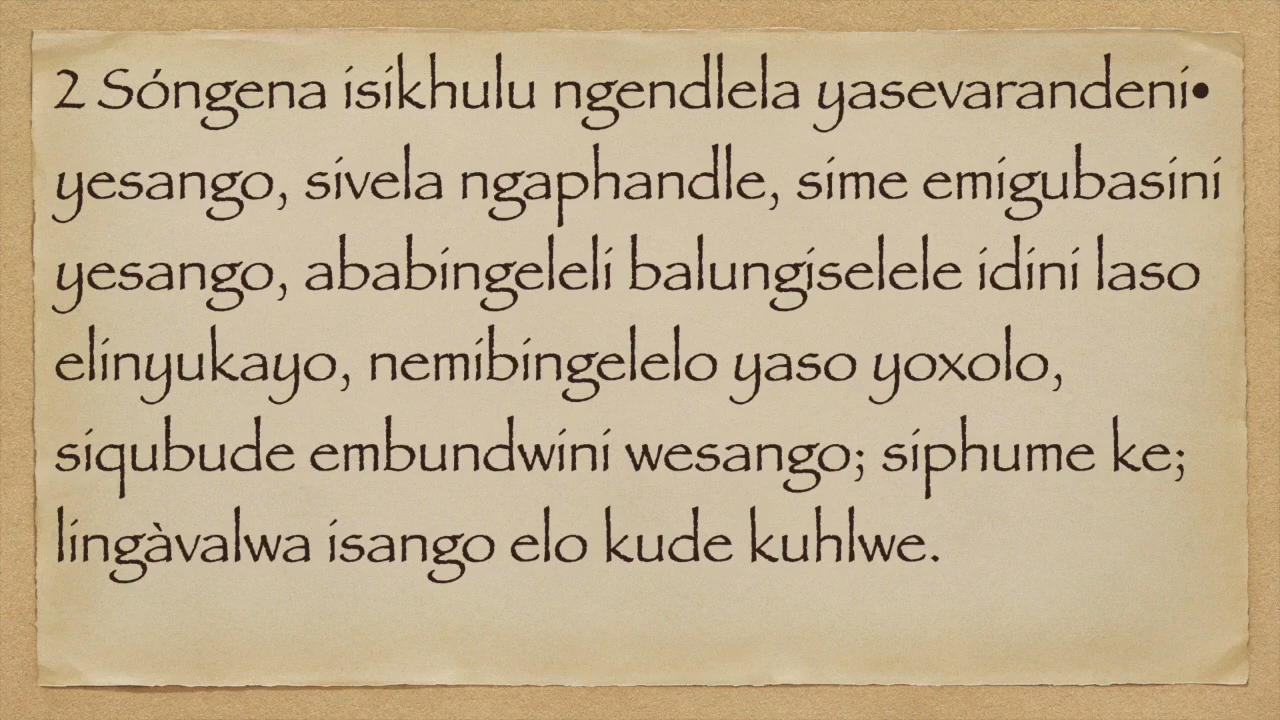 2 Sóngena isikhulu ngendlela yasevarandeni•
yesango, sivela ngaphandle, sime emigubasini
yesango, ababingeleli balungiselele idini laso
elinyukayo, nemibingelelo yaso yoxolo,
siqubude embundwini wesango; siphume ke;
lingàvalwa isango elo kude kuhlwe.